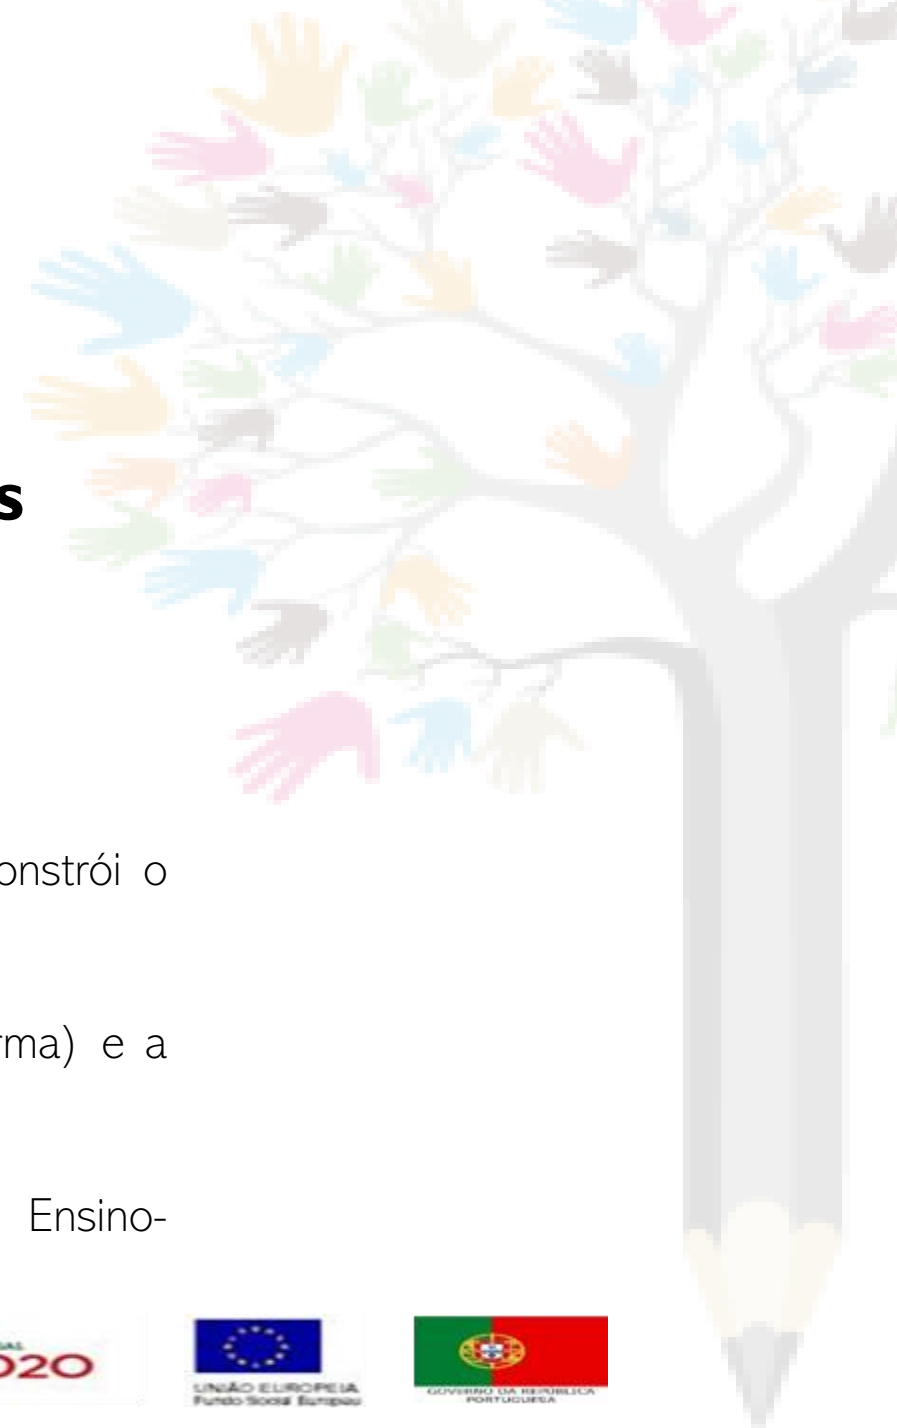 s
onstrói o
rma) e a
Ensino-
020
UNIÃO EUROPEIA
Fundo Social Europeu
GOVERNO DA REPÚBLICA
PORTUGUESA